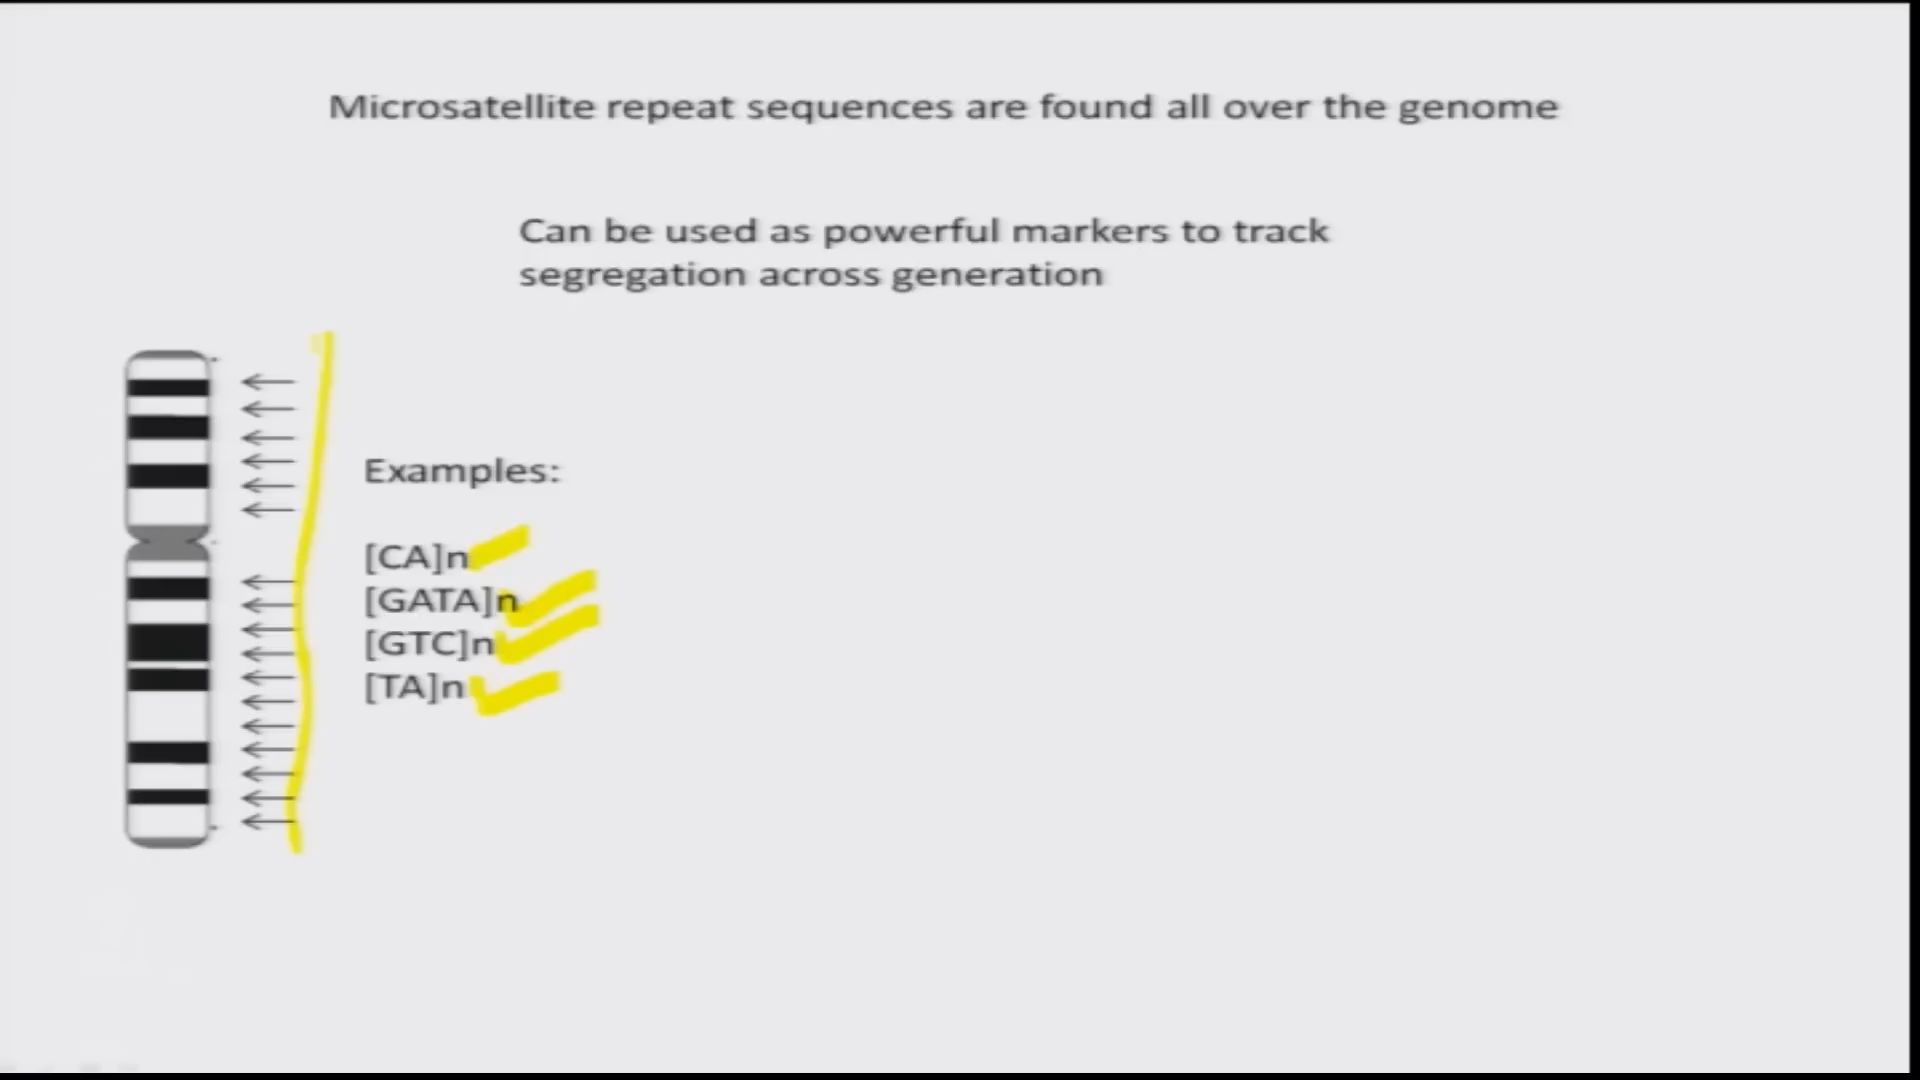 Microsatellite repeat sequences are found all over the genome
Can be used as powerful markers to track
segregation across generation
Examples:
[CA]n
[GATA]n
[GTC]n
[TA]n